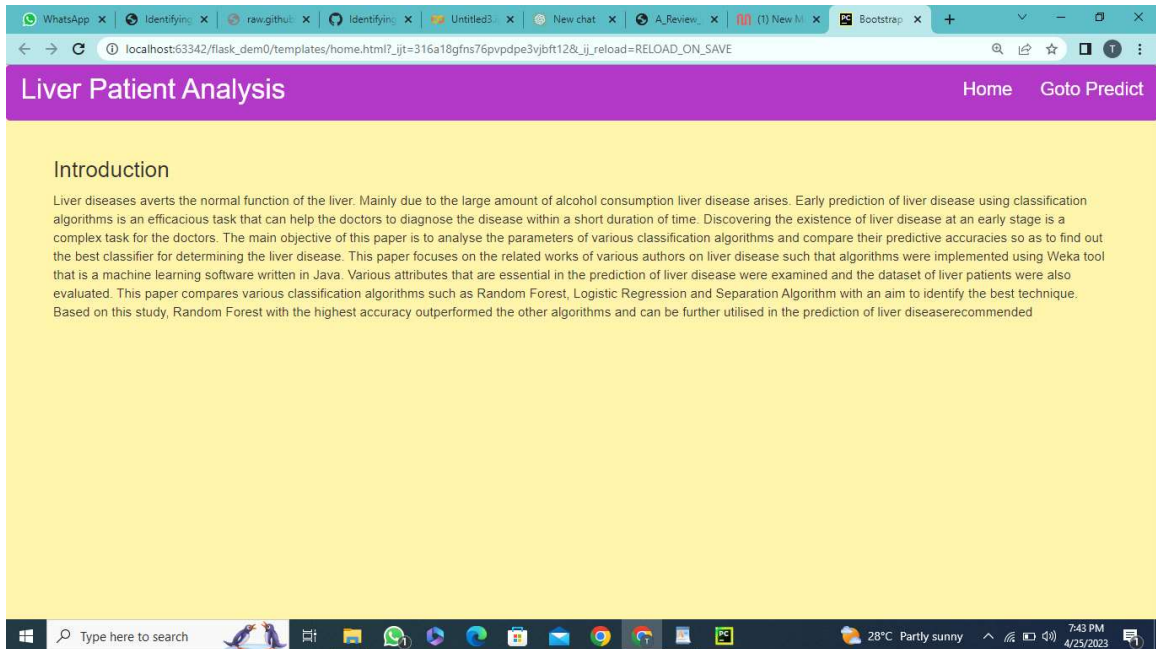 WhatsApp
Identifying
raw.githul
Identifying
Untitled3.
New chat
A_Review_
(1) New M
Bootstrap
localhost:63342/flask_dem0/templates/home.html?_ijt=316a18gfns76pvpdpe3vjbft12&_ij_reload=RELOAD_ON_SAVE
T
Liver Patient Analysis
Home Goto Predict
Introduction
Liver diseases averts the normal function of the liver. Mainly due to the large amount of alcohol consumption liver disease arises. Early prediction of liver disease using classification
algorithms is an efficacious task that can help the doctors to diagnose the disease within a short duration of time. Discovering the existence of liver disease at an early stage is a
complex task for the doctors. The main objective of this paper is to analyse the parameters of various classification algorithms and compare their predictive accuracies so as to find out
the best classifier for determining the liver disease. This paper focuses on the related works of various authors on liver disease such that algorithms were implemented using Weka tool
that is a machine learning software written in Java. Various attributes that are essential in the prediction of liver disease were examined and the dataset of liver patients were also
evaluated. This paper compares various classification algorithms such as Random Forest, Logistic Regression and Separation Algorithm with an aim to identify the best technique.
Based on this study, Random Forest with the highest accuracy outperformed the other algorithms and can be further utilised in the prediction of liver diseaserecommended
Type here to search
28°C Partly sunny
7:43 PM
4/25/2023